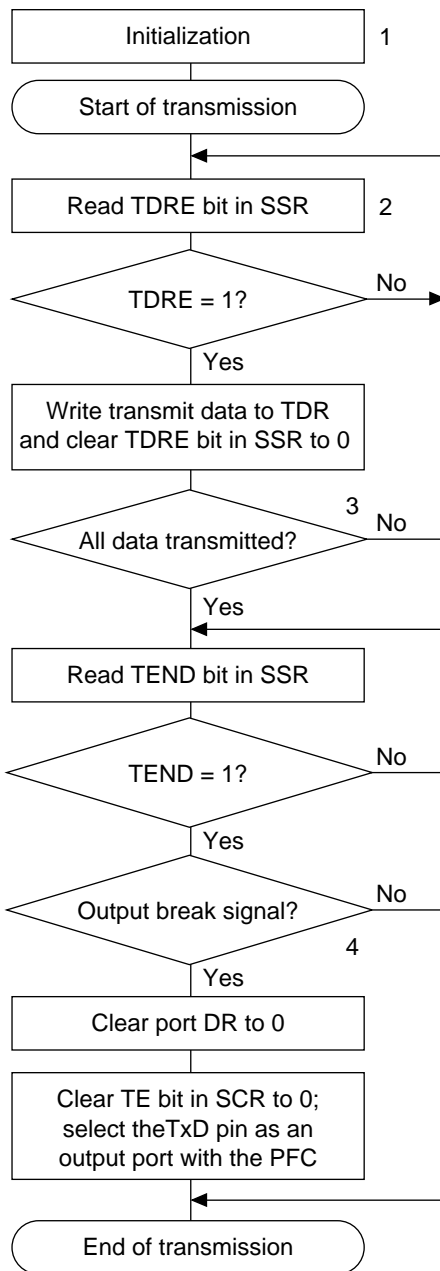 Initialization
1
Start of transmission
Read TDRE bit in SSR
2
TDRE = 1?
No
Yes
Write transmit data to TDR
and clear TDRE bit in SSR to 0
3
All data transmitted?
No
Yes
Read TEND bit in SSR
TEND = 1?
No
Yes
Output break signal?
No
4
Yes
Clear port DR to 0
Clear TE bit in SCR to 0;
select theTxD pin as an
output port with the PFC
End of transmission